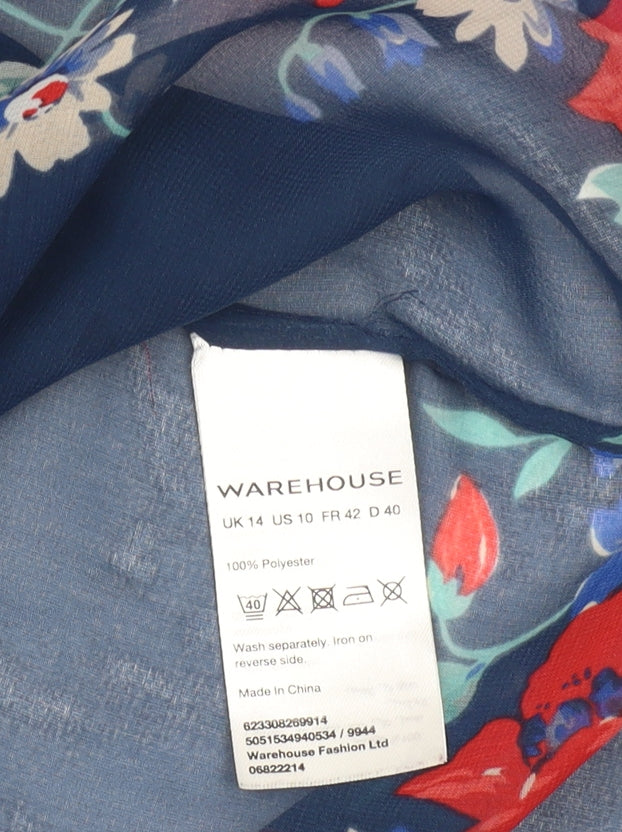 WAREHOUSE
UK 14 US 10 FR 42 D 40
100% Polyester
40
Wash separately. Iron on
reverse side.
Made in China
623308269914
5051534940534 / 9944
Warehouse Fashion Ltd
06822214